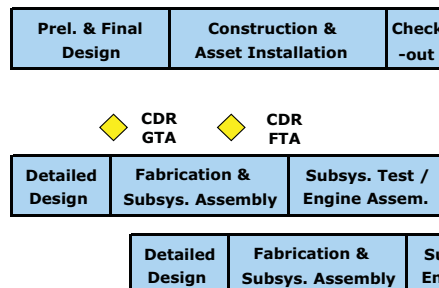 Prel. & Final
Design
Construction &
Asset Installation
Check
-out
CDR
GTA
CDR
FTA
Detailed
Design
Fabrication &
Subsys. Assembly
Subsys. Test /
Engine Assem.
Detailed
Design
Fabrication &
Subsys. Assembly